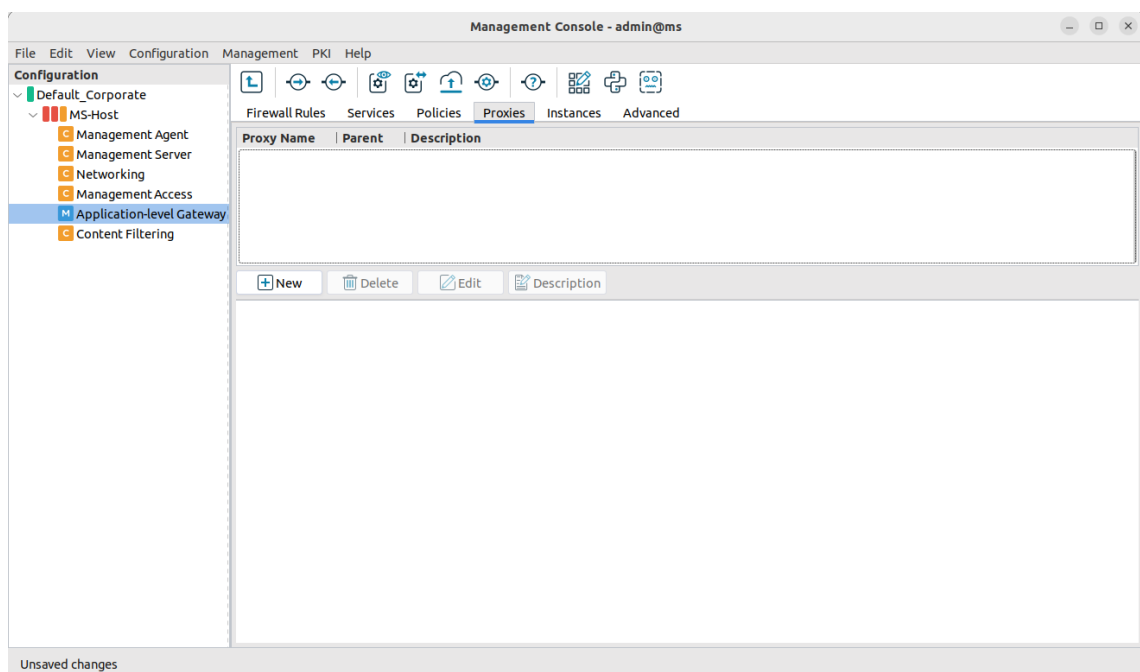 Management Console - admin@ms
File Edit View Configuration Management PKI Help
Configuration
Default_Corporate
MS-Host
C Management Agent
C Management Server
C Networking
C Management Access
M Application-level Gateway
C Content Filtering
Firewall Rules Services Policies Proxies Instances Advanced
Proxy Name Parent Description
New Delete Edit Description
Unsaved changes